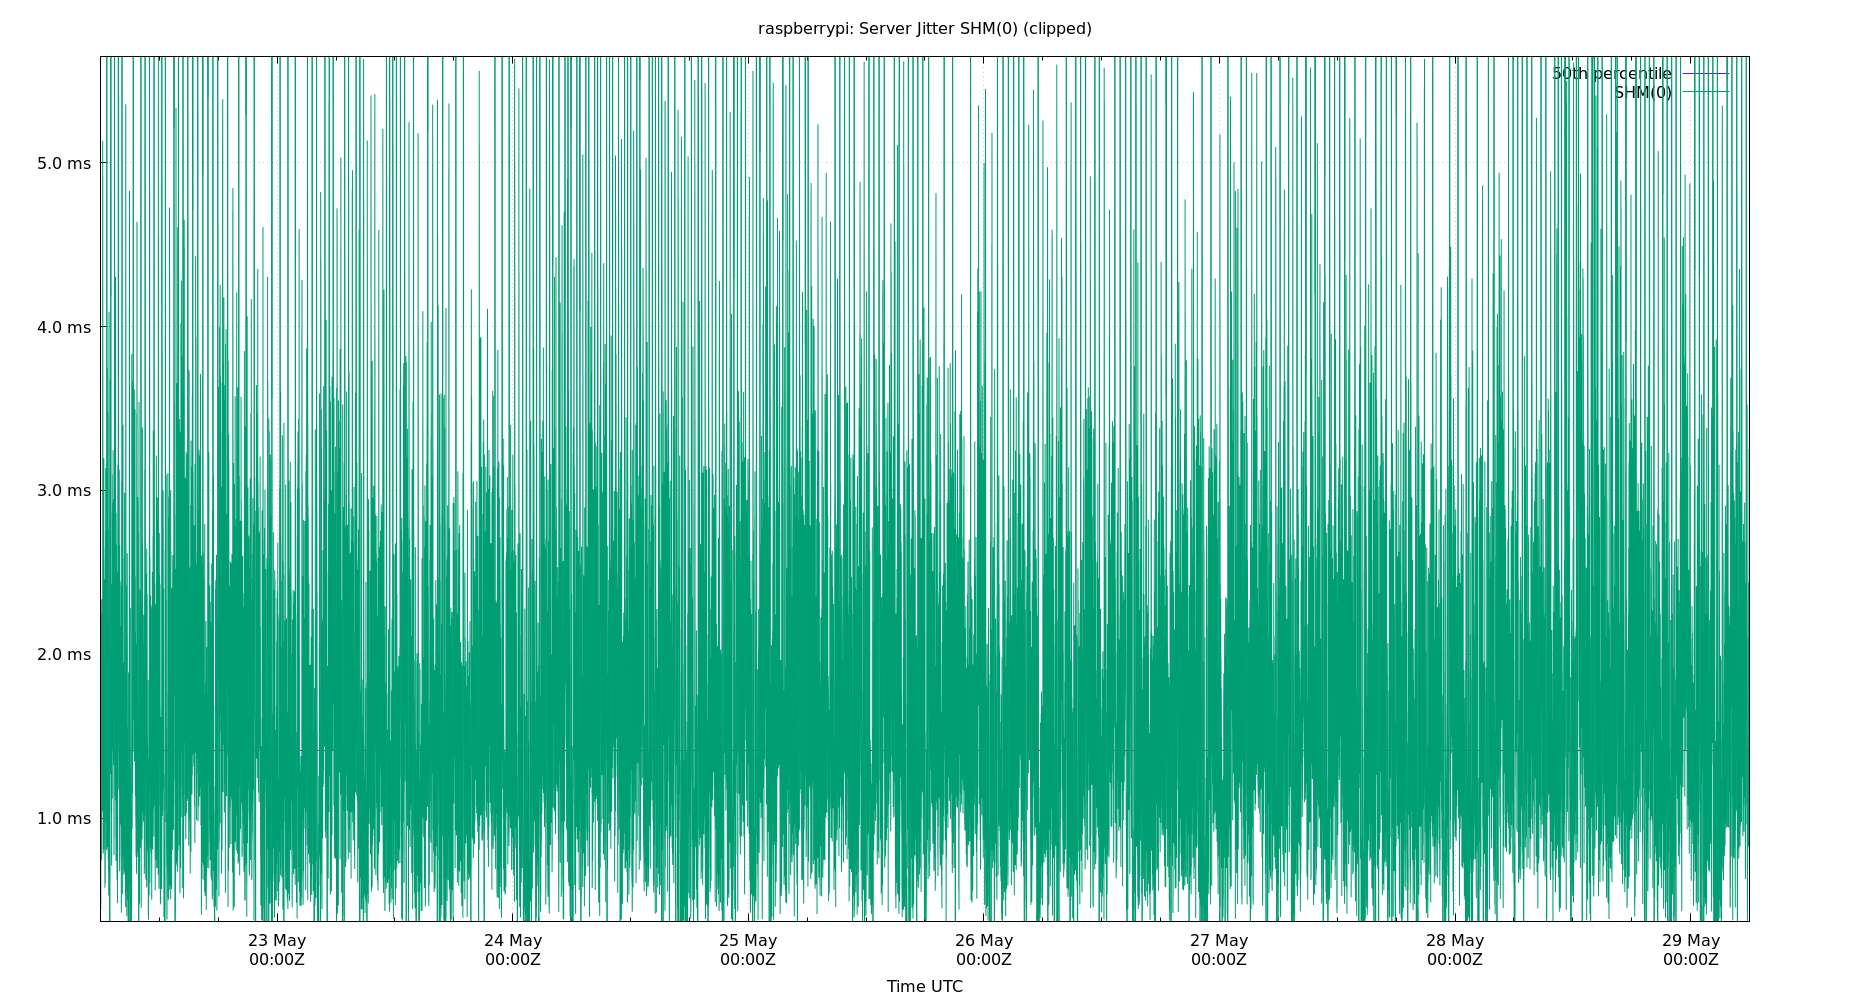 raspberrypi: Server Jitter SHM(0) (clipped)
50th percentile
SHM(0)
5.0 ms
4.0 ms
3.0 ms
2.0 ms
1.0 ms
23 May 24 May 25 May 26 May 27 May 28 May 29 May
00:00Z 00:00Z 00:00Z 00:00Z 00:00Z 00:00Z 00:00Z
Time UTC